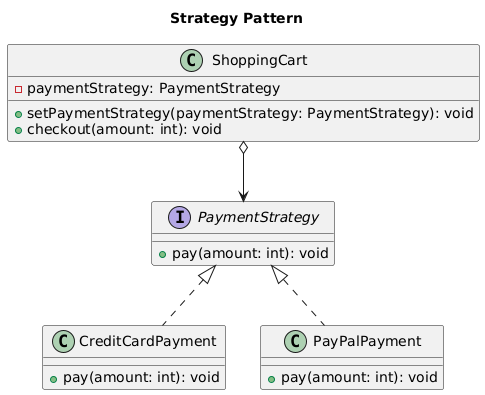 Strategy Pattern
C ShoppingCart
paymentStrategy: PaymentStrategy
setPaymentStrategy(paymentStrategy: PaymentStrategy): void
checkout(amount: int): void
I PaymentStrategy
pay(amount: int): void
C CreditCardPayment
pay(amount: int): void
C PayPalPayment
pay(amount: int): void